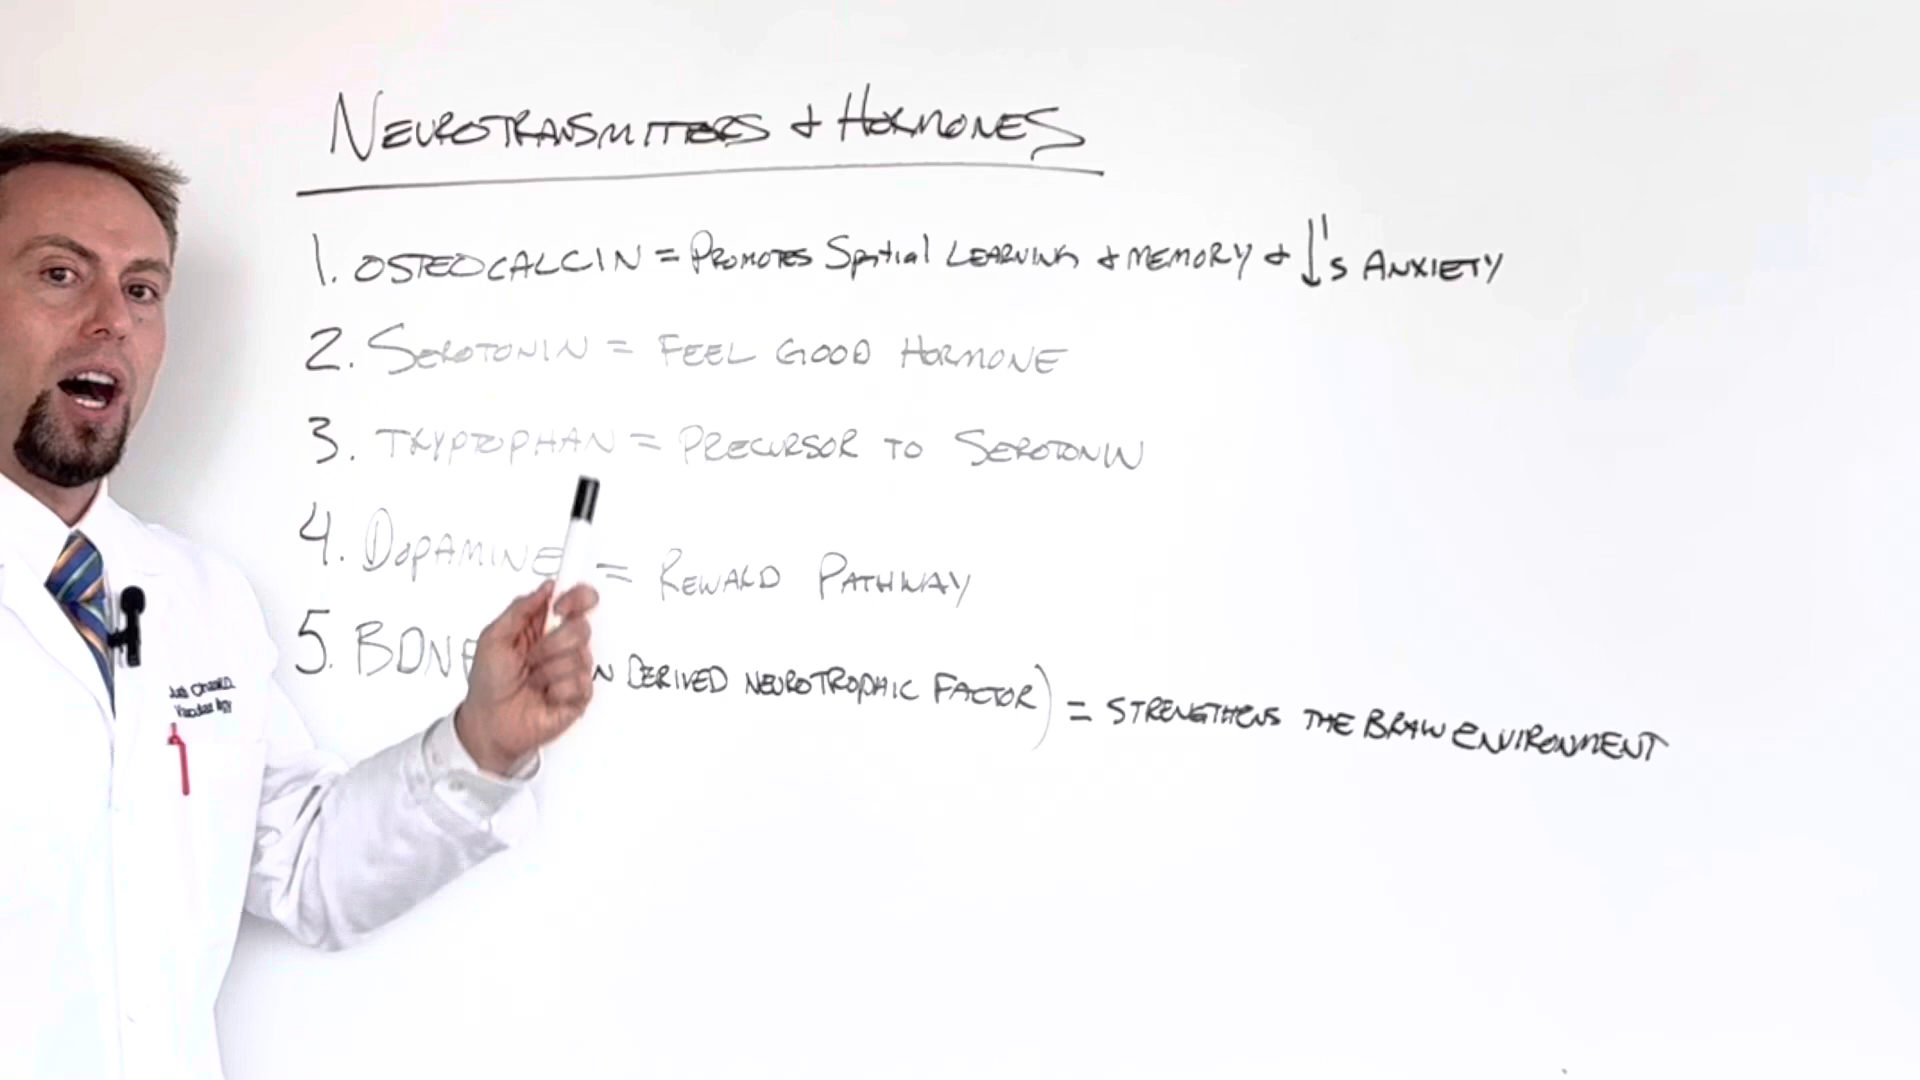 NEUROTRANSMITTERS & HORMONES
1. OSTEOCALCIN = PROMOTES Spatial LEARNING & MEMORY & ↓'s ANXIETY
2. SEROTONIN = FEEL GOOD HORMONE
3. TRYPTOPHAN = PRECURSOR TO SEROTONIN
4. DOPAMINE = REWARD PATHWAY
5. BDNF N DERIVED NEUROTROPHIC FACTOR) = STRENGTHENS THE BRAIN ENVIRONMENT